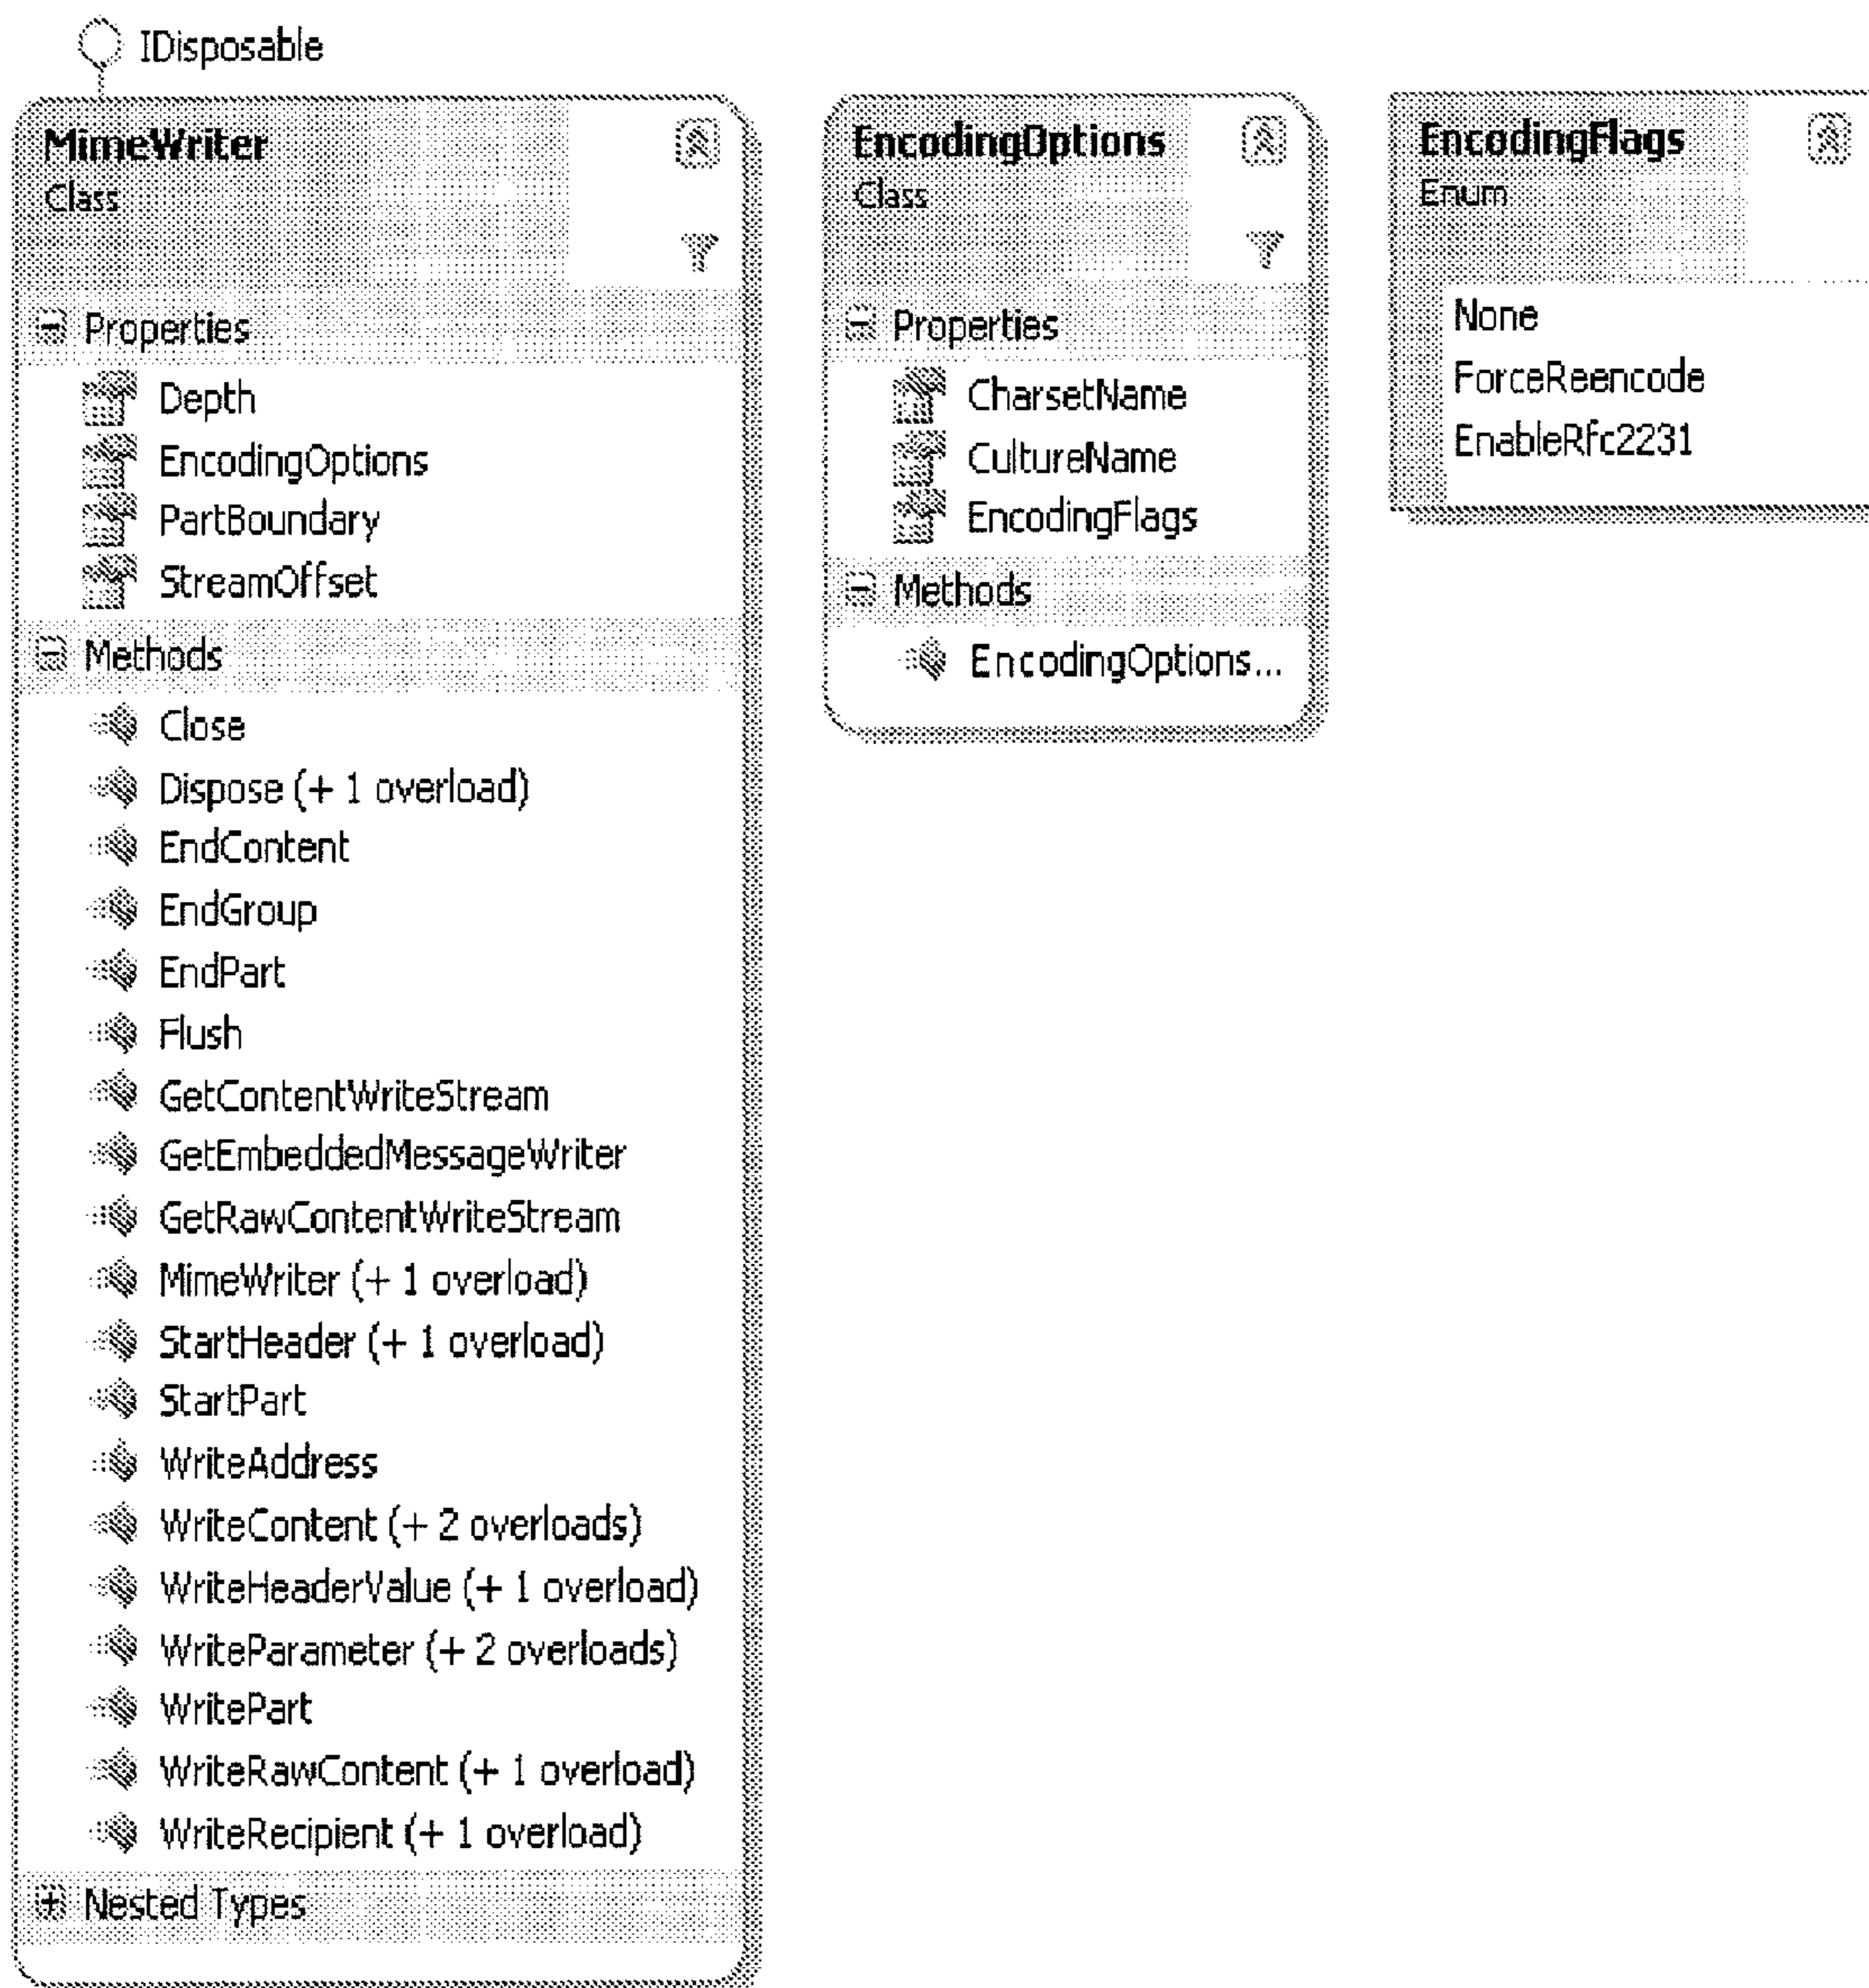 IDisposable
MimeWriter
Class
Properties
Depth
EncodingOptions
PartBoundary
StreamOffset
Methods
Close
Dispose (+ 1 overload)
EndContent
EndGroup
EndPart
Flush
GetContentWriteStream
GetEmbeddedMessageWriter
GetRawContentWriteStream
MimeWriter (+ 1 overload)
StartHeader (+ 1 overload)
StartPart
WriteAddress
WriteContent (+ 2 overloads)
WriteHeaderValue (+ 1 overload)
WriteParameter (+ 2 overloads)
WritePart
WriteRawContent (+ 1 overload)
WriteRecipient (+ 1 overload)
Nested Types
EncodingOptions
Class
Properties
CharsetName
CultureName
EncodingFlags
Methods
EncodingOptions...
EncodingFlags
Enum
None
ForceReencode
EnableRfc2231